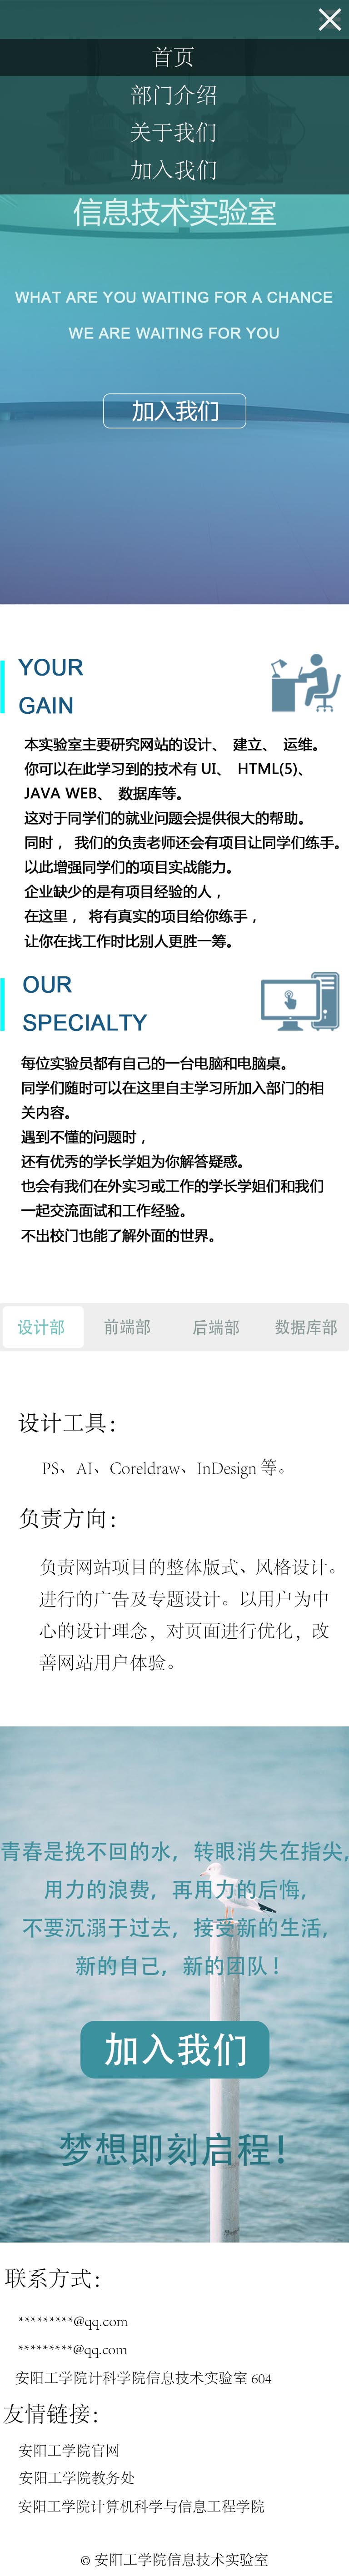 首页
部门介绍
关于我们
加入我们
信息技术实验室
WHAT ARE YOU WAITING FOR A CHANCE
WE ARE WAITING FOR YOU
加入我们
YOUR
GAIN
本实验室主要研究网站的设计、 建立、 运维。
你可以在此学习到的技术有 UI、 HTML(5)、
JAVA WEB、 数据库等。
这对于同学们的就业问题会提供很大的帮助。
同时， 我们的负责老师还会有项目让同学们练手。
以此增强同学们的项目实战能力。
企业缺少的是有项目经验的人，
在这里， 将有真实的项目给你练手，
让你在找工作时比别人更胜一筹。
OUR
SPECIALTY
每位实验员都有自己的一台电脑和电脑桌。
同学们随时可以在这里自主学习所加入部门的相
关内容。
遇到不懂的问题时，
还有优秀的学长学姐为你解答疑惑。
也会有我们在外实习或工作的学长学姐们和我们
一起交流面试和工作经验。
不出校门也能了解外面的世界。
设计部 前端部 后端部 数据库部
设计工具：
PS、AI、Coreldraw、InDesign 等。
负责方向：
负责网站项目的整体版式、风格设计。
进行的广告及专题设计。以用户为中
心的设计理念，对页面进行优化，改
善网站用户体验。
青春是挽不回的水，转眼消失在指尖，
用力的浪费，再用力的后悔，
不要沉溺于过去，接受新的生活，
新的自己，新的团队！
加入我们
梦想即刻启程！
联系方式：
*********@qq.com
*********@qq.com
安阳工学院计科学院信息技术实验室 604
友情链接：
安阳工学院官网
安阳工学院教务处
安阳工学院计算机科学与信息工程学院
© 安阳工学院信息技术实验室